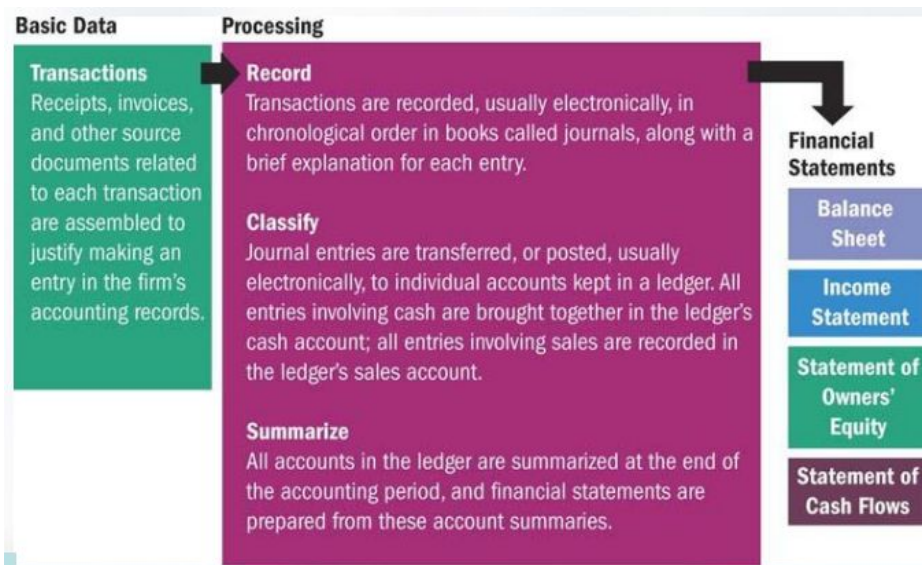 Basic Data
Transactions
Receipts, invoices,
and other source
documents related
to each transaction
are assembled to
justify making an
entry in the firm's
accounting records.
Processing
Record
Transactions are recorded, usually electronically, in
chronological order in books called journals, along with a
brief explanation for each entry.
Classify
Journal entries are transferred, or posted, usually
electronically, to individual accounts kept in a ledger. All
entries involving cash are brought together in the ledger's
cash account; all entries involving sales are recorded in
the ledger's sales account.
Summarize
All accounts in the ledger are summarized at the end of
the accounting period, and financial statements are
prepared from these account summaries.
Financial
Statements
Balance
Sheet
Income
Statement
Statement of
Owners'
Equity
Statement of
Cash Flows